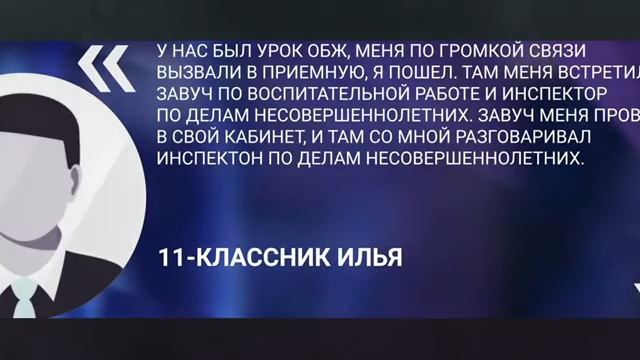 У НАС БЫЛ УРОК ОБЖ, МЕНЯ ПО ГРОМКОЙ СВЯЗИ
ВЫЗВАЛИ В ПРИЕМНУЮ, Я ПОШЕЛ. ТАМ МЕНЯ ВСТРЕТИЛ
ЗАВУЧ ПО ВОСПИТАТЕЛЬНОЙ РАБОТЕ И ИНСПЕКТОР
ПО ДЕЛАМ НЕСОВЕРШЕННОЛЕТНИХ. ЗАВУЧ МЕНЯ ПРОВ
В СВОЙ КАБИНЕТ, И ТАМ СО МНОЙ РАЗГОВАРИВАЛ
ИНСПЕКТОН ПО ДЕЛАМ НЕСОВЕРШЕННОЛЕТНИХ.
11-КЛАССНИК ИЛЬЯ